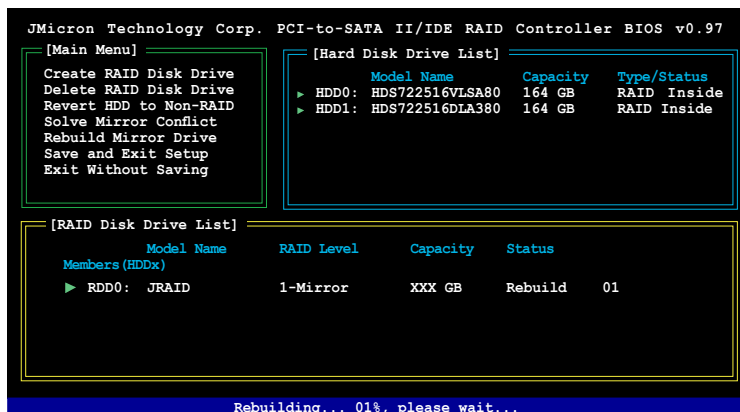 JMicron Technology Corp. PCI-to-SATA II/IDE RAID Controller BIOS v0.97
[Main Menu]
Create RAID Disk Drive
Delete RAID Disk Drive
Revert HDD to Non-RAID
Solve Mirror Conflict
Rebuild Mirror Drive
Save and Exit Setup
Exit Without Saving
[Hard Disk Drive List]
Model Name Capacity Type/Status
HDD0: HDS722516VLSA80 164 GB RAID Inside
HDD1: HDS722516DLA380 164 GB RAID Inside
[RAID Disk Drive List]
Model Name RAID Level Capacity Status
Members(HDDx)
RDD0: JRAID 1-Mirror XXX GB Rebuild 01
Rebuilding... 01%, please wait...